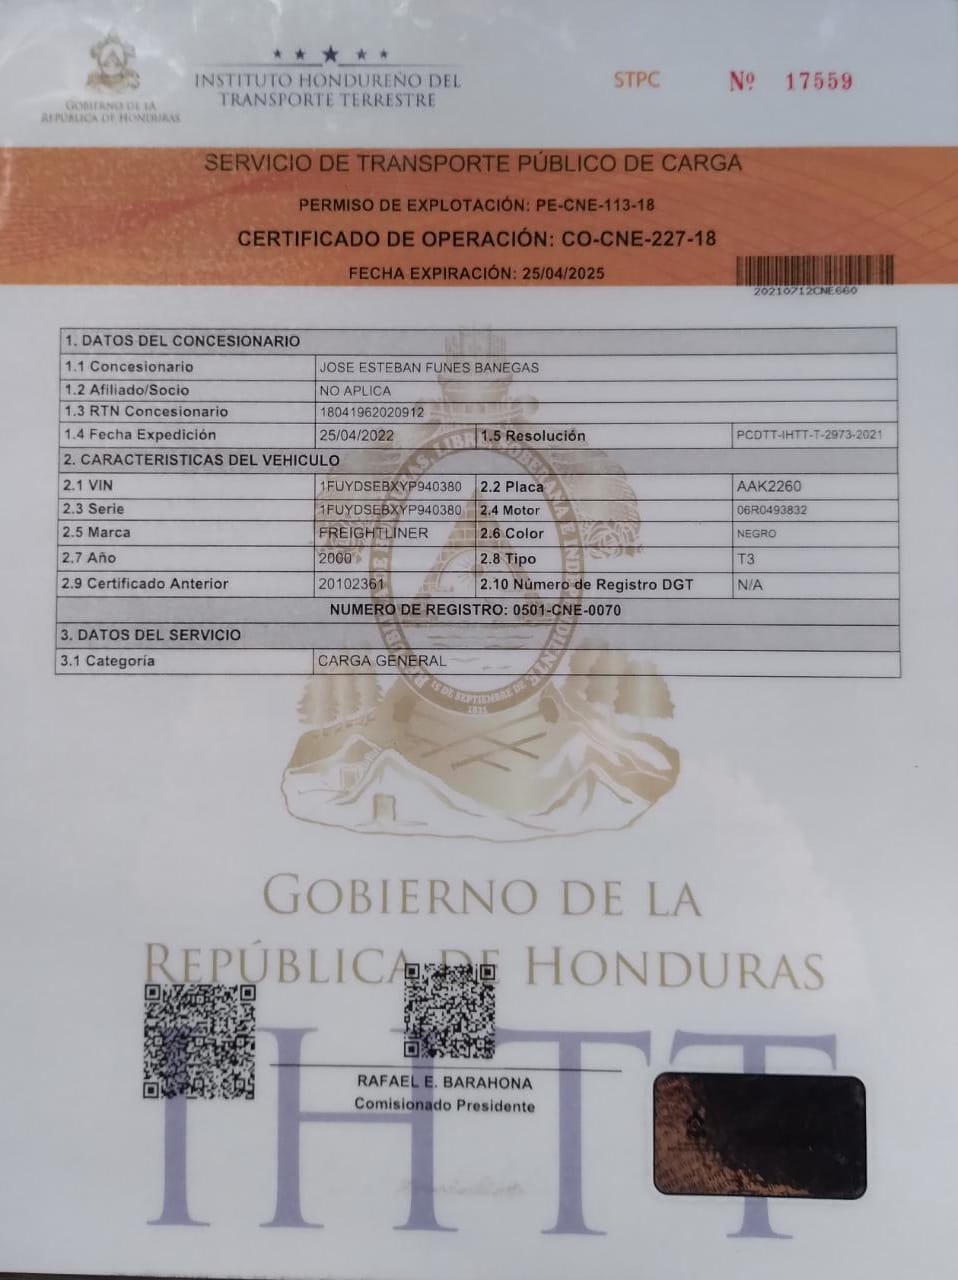 GOBIERNO DE LA
REPÚBLICA DE HONDURAS
INSTITUTO HONDUREÑO DEL
TRANSPORTE TERRESTRE
STPC
Nº 17559
SERVICIO DE TRANSPORTE PÚBLICO DE CARGA
PERMISO DE EXPLOTACIÓN: PE-CNE-113-18
CERTIFICADO DE OPERACIÓN: CO-CNE-227-18
FECHA EXPIRACIÓN: 25/04/2025
20210712CNE660
1. DATOS DEL CONCESIONARIO
1.1 Concesionario JOSE ESTEBAN FUNES BANEGAS
1.2 Afiliado/Socio NO APLICA
1.3 RTN Concesionario 18041962020912
1.4 Fecha Expedición 25/04/2022 1.5 Resolución PCDTT-IHTT-T-2973-2021
2. CARACTERISTICAS DEL VEHICULO
2.1 VIN 1FUYDSEBXYP940380 2.2 Placa AAK2260
2.3 Serie 1FUYDSEBXYP940380 2.4 Motor 06R0493832
2.5 Marca FREIGHTLINER 2.6 Color NEGRO
2.7 Año 2000 2.8 Tipo T3
2.9 Certificado Anterior 20102361 2.10 Número de Registro DGT N/A
NUMERO DE REGISTRO: 0501-CNE-0070
3. DATOS DEL SERVICIO
3.1 Categoría CARGA GENERAL
15 DE SEPTIEMBRE DE
1821
GOBIERNO DE LA
REPÚBLICA DE HONDURAS
IHTT
RAFAEL E. BARAHONA
Comisionado Presidente